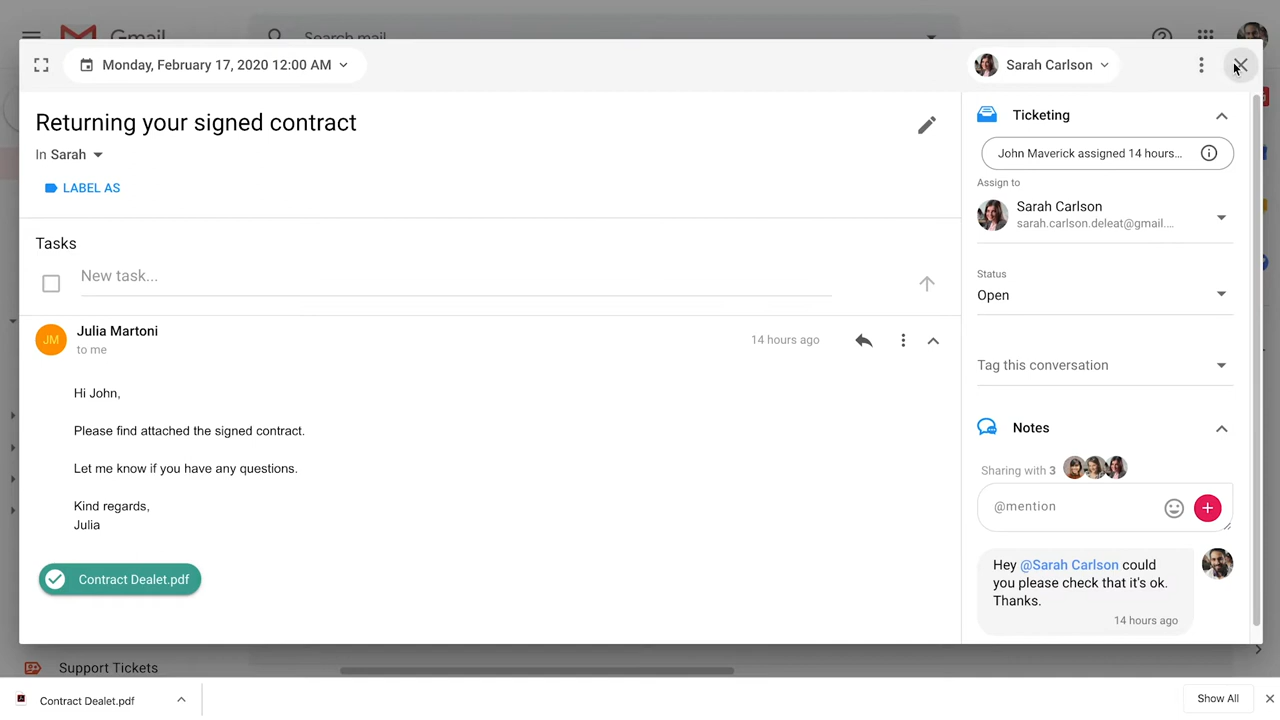 Gmail
Search mail
Monday, February 17, 2020 12:00 AM
Sarah Carlson
Returning your signed contract
In Sarah
LABEL AS
Tasks
New task...
JM
Julia Martoni
to me
14 hours ago
Hi John,
Please find attached the signed contract.
Let me know if you have any questions.
Kind regards,
Julia
Contract Dealet.pdf
Ticketing
John Maverick assigned 14 hours...
Assign to
Sarah Carlson
sarah.carlson.deleat@gmail....
Status
Open
Tag this conversation
Notes
Sharing with 3
@mention
Hey @Sarah Carlson could
you please check that it's ok.
Thanks.
14 hours ago
Support Tickets
Contract Dealet.pdf
Show All